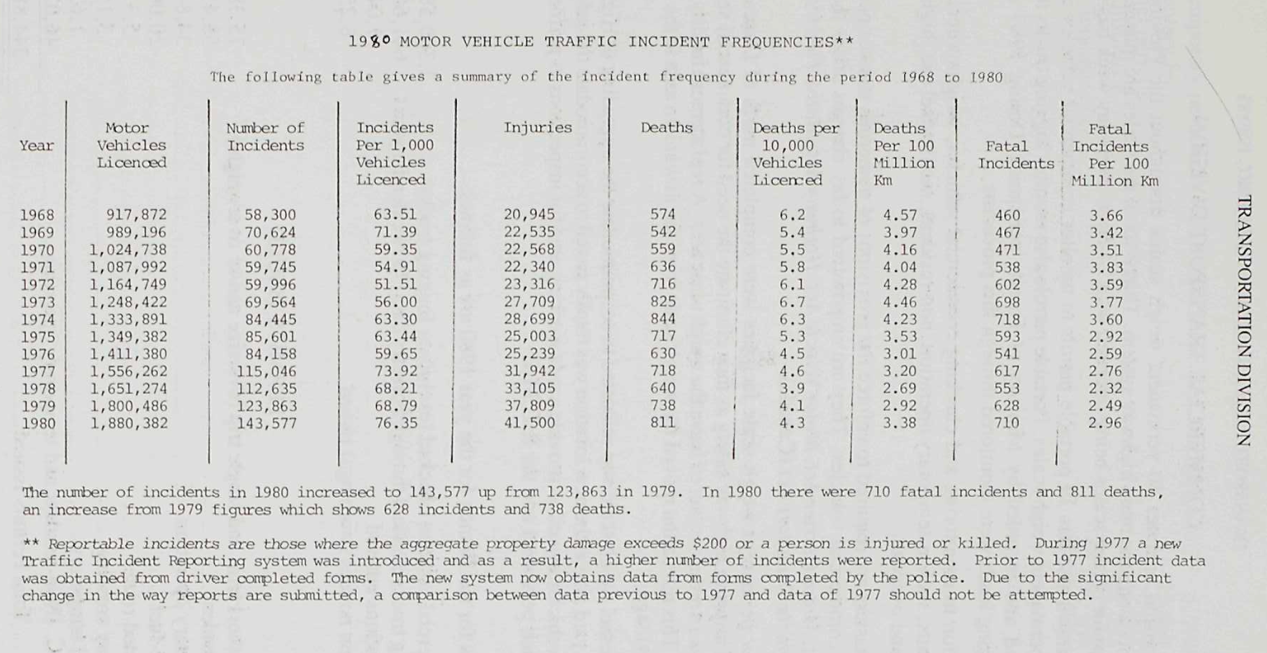 1980 MOTOR VEHICLE TRAFFIC INCIDENT FREQUENCIES**
The following table gives a summary of the incident frequency during the period 1968 to 1980
Year | Motor Vehicles Licenced | Number of Incidents | Incidents Per 1,000 Vehicles Licenced | Injuries | Deaths | Deaths per 10,000 Vehicles Licenced | Deaths Per 100 Million Km | Fatal Incidents | Fatal Incidents Per 100 Million Km
1968 917,872 58,300 63.51 20,945 574 6.2 4.57 460 3.66
1969 989,196 70,624 71.39 22,535 542 5.4 3.97 467 3.42
1970 1,024,738 60,778 59.35 22,568 559 5.5 4.16 471 3.51
1971 1,087,992 59,745 54.91 22,340 636 5.8 4.04 538 3.83
1972 1,164,749 59,996 51.51 23,316 716 6.1 4.28 602 3.59
1973 1,248,422 69,564 56.00 27,709 825 6.7 4.46 698 3.77
1974 1,333,891 84,445 63.30 28,699 844 6.3 4.23 718 3.60
1975 1,349,382 85,601 63.44 25,003 717 5.3 3.53 593 2.92
1976 1,411,380 84,158 59.65 25,239 630 4.5 3.01 541 2.59
1977 1,556,262 115,046 73.92 31,942 718 4.6 3.20 617 2.76
1978 1,651,274 112,635 68.21 33,105 640 3.9 2.69 553 2.32
1979 1,800,486 123,863 68.79 37,809 738 4.1 2.92 628 2.49
1980 1,880,382 143,577 76.35 41,500 811 4.3 3.38 710 2.96
The number of incidents in 1980 increased to 143,577 up from 123,863 in 1979. In 1980 there were 710 fatal incidents and 811 deaths,
an increase from 1979 figures which shows 628 incidents and 738 deaths.
** Reportable incidents are those where the aggregate property damage exceeds $200 or a person is injured or killed. During 1977 a new
Traffic Incident Reporting system was introduced and as a result, a higher number of incidents were reported. Prior to 1977 incident data
was obtained from driver completed forms. The new system now obtains data from forms completed by the police. Due to the significant
change in the way reports are submitted, a comparison between data previous to 1977 and data of 1977 should not be attempted.
TRANSPORTATION DIVISION